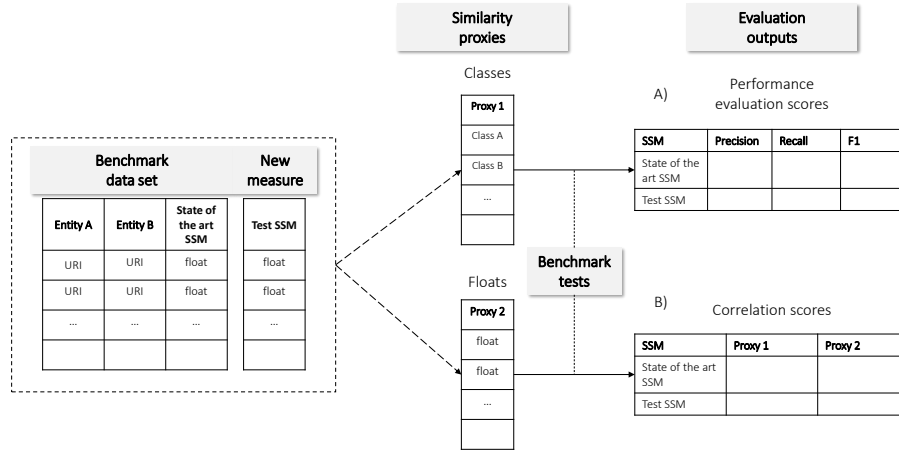 Similarity
proxies
Evaluation
outputs
Classes
Proxy 1
Class A
Class B
...
A)
Performance
evaluation scores
SSM Precision Recall F1
State of the
art SSM
Test SSM
Benchmark
data set
New
measure
Entity A Entity B State of
the art
SSM
Test SSM
URI URI float float
URI URI float float
... ... ... ...
Benchmark
tests
Floats
Proxy 2
float
float
...
B)
Correlation scores
SSM Proxy 1 Proxy 2
State of the art
SSM
Test SSM